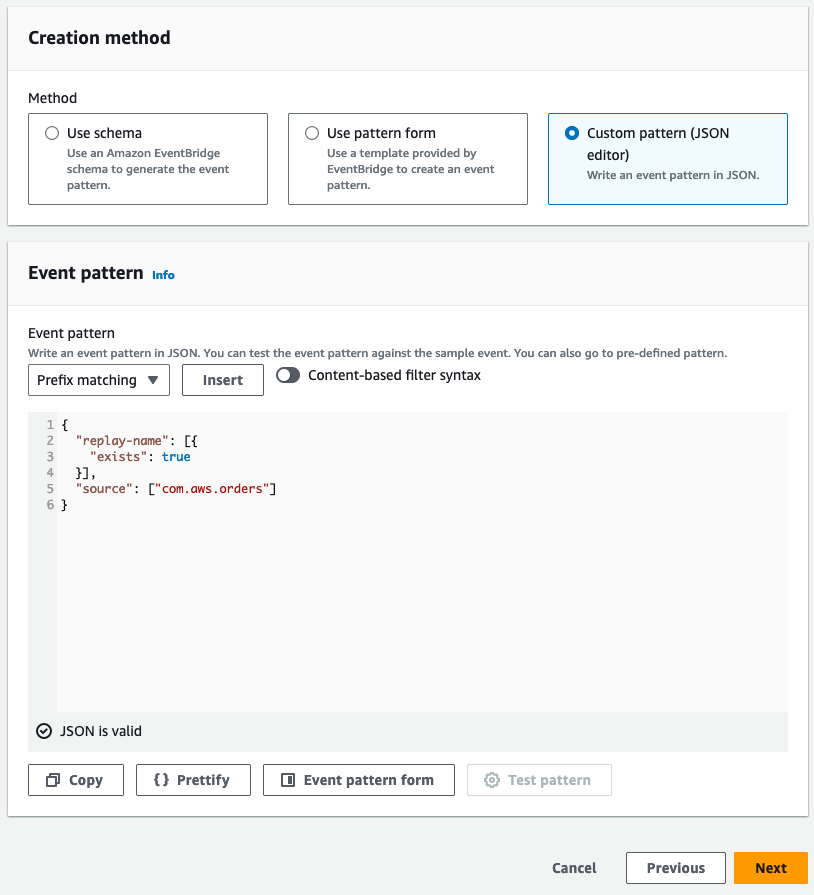 Creation method
Method
Use schema
Use an Amazon EventBridge
schema to generate the event
pattern.
Use pattern form
Use a template provided by
EventBridge to create an event
pattern.
Custom pattern (JSON
editor)
Write an event pattern in JSON.
Event pattern Info
Event pattern
Write an event pattern in JSON. You can test the event pattern against the sample event. You can also go to pre-defined pattern.
Prefix matching Insert Content-based filter syntax
1 {
2 "replay-name": [{
3 "exists": true
4 }],
5 "source": ["com.aws.orders"]
6 }
JSON is valid
Copy {} Prettify Event pattern form Test pattern
Cancel Previous Next